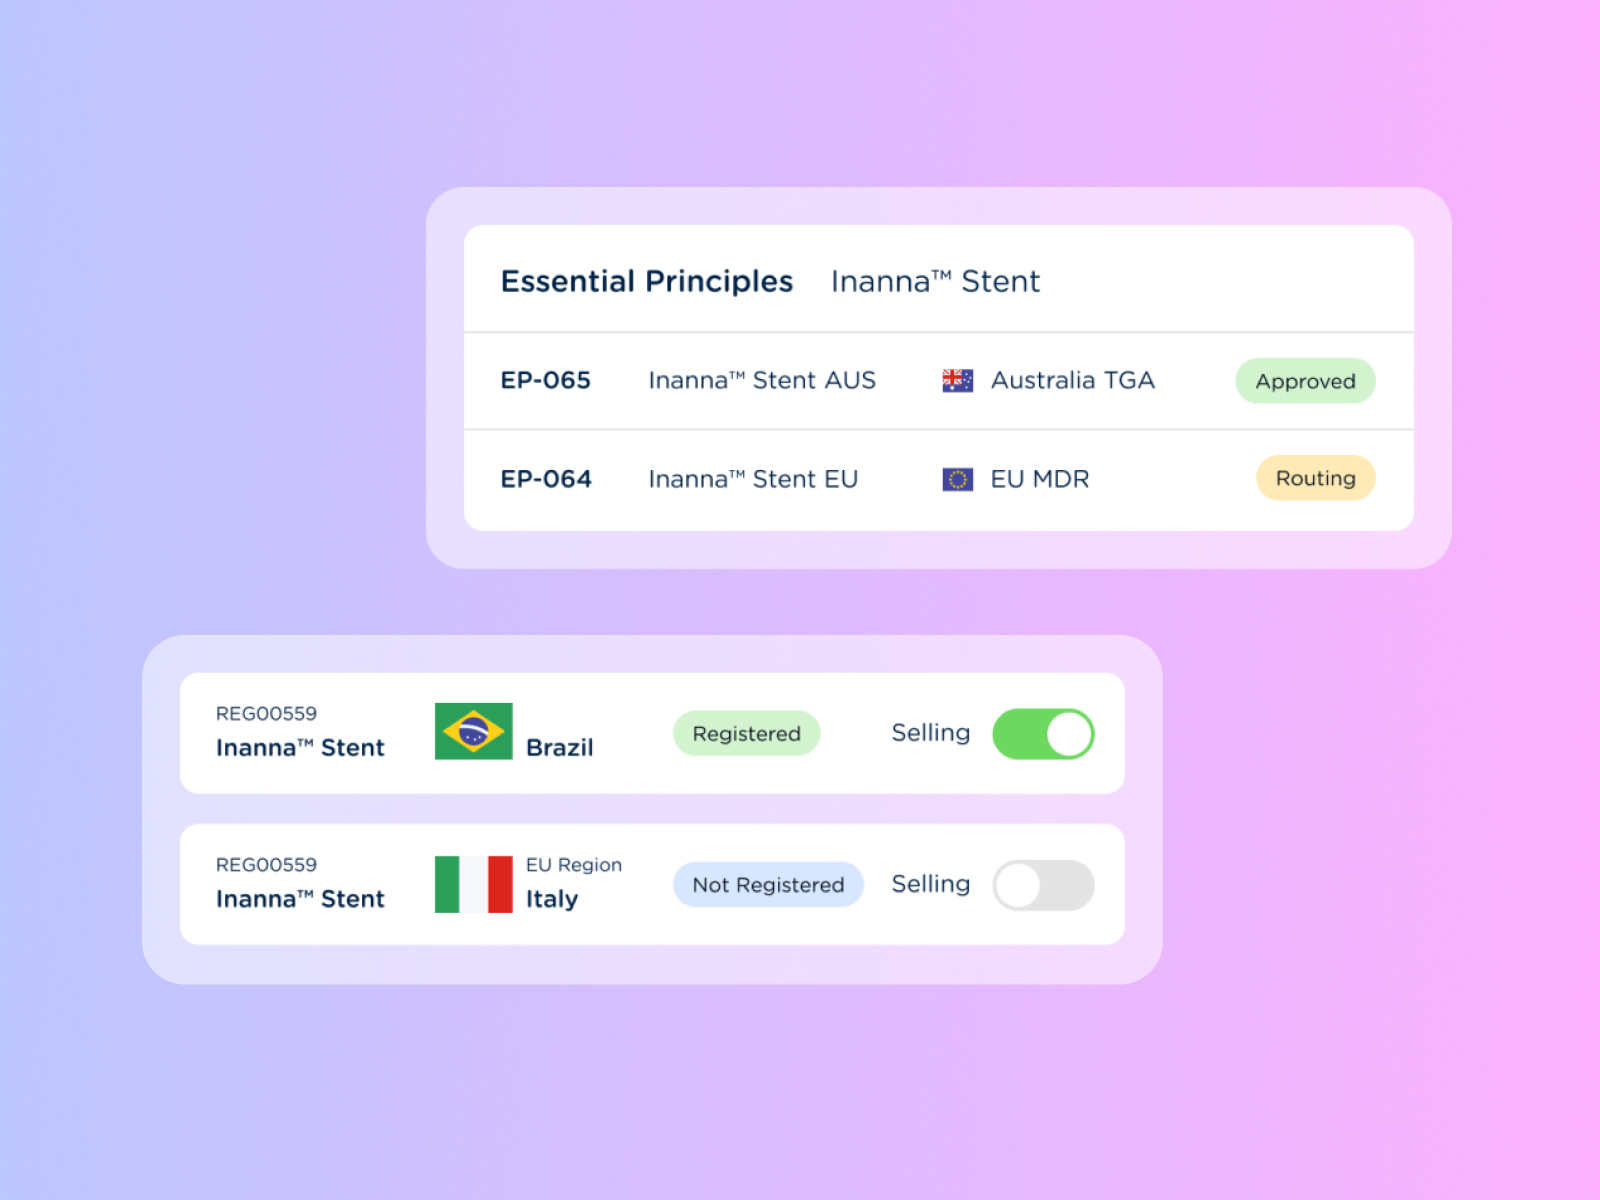 Essential Principles Inanna™ Stent
EP-065 Inanna™ Stent AUS Australia TGA Approved
EP-064 Inanna™ Stent EU EU MDR Routing
REG00559
Inanna™ Stent Brazil Registered Selling
REG00559 EU Region
Inanna™ Stent Italy Not Registered Selling